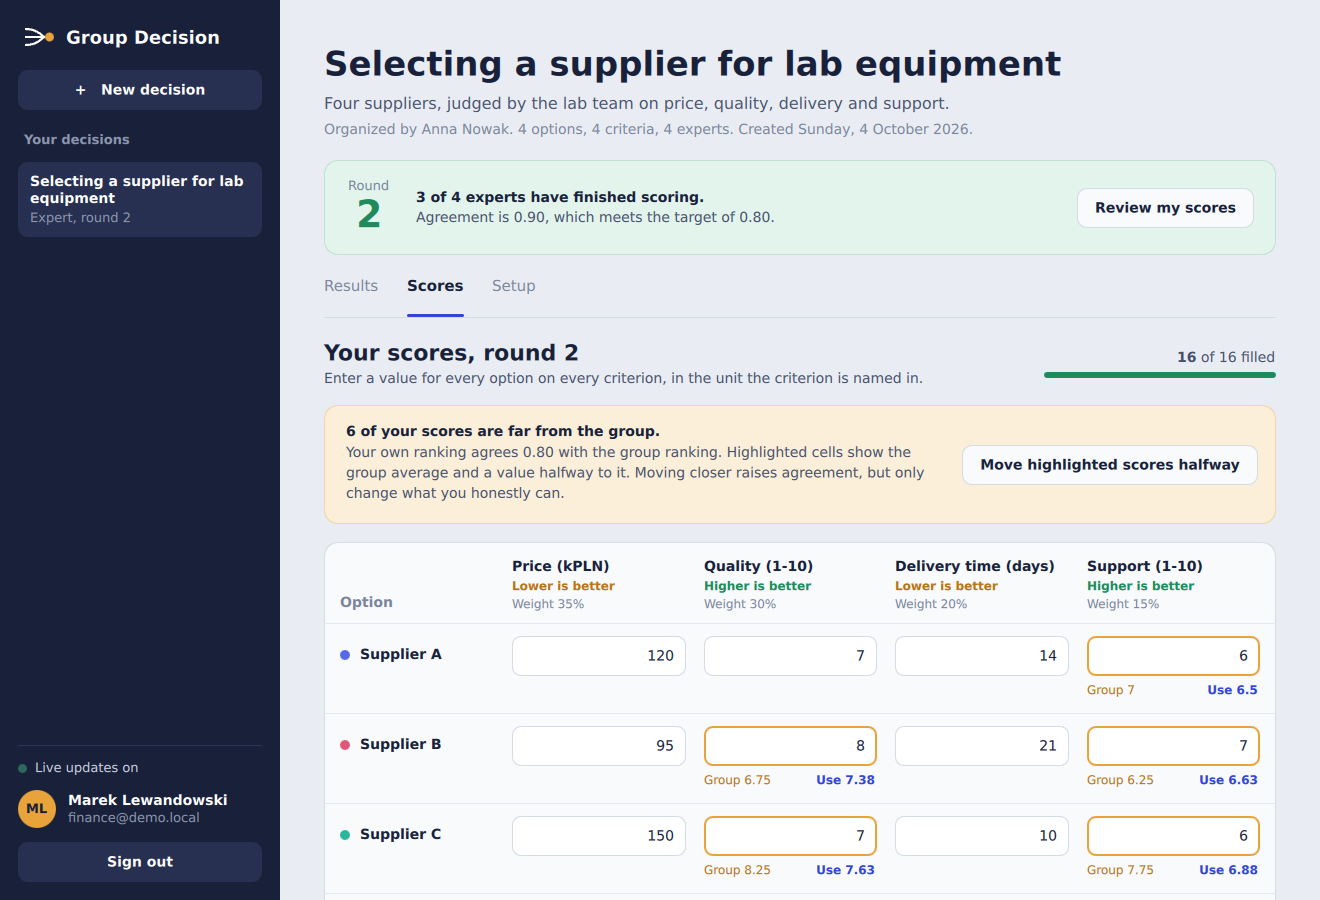 Group Decision
+ New decision
Your decisions
Selecting a supplier for lab
equipment
Expert, round 2
Live updates on
ML
Marek Lewandowski
finance@demo.local
Sign out
Selecting a supplier for lab equipment
Four suppliers, judged by the lab team on price, quality, delivery and support.
Organized by Anna Nowak. 4 options, 4 criteria, 4 experts. Created Sunday, 4 October 2026.
Round
2
3 of 4 experts have finished scoring.
Agreement is 0.90, which meets the target of 0.80.
Review my scores
Results Scores Setup
Your scores, round 2
Enter a value for every option on every criterion, in the unit the criterion is named in.
16 of 16 filled
6 of your scores are far from the group.
Your own ranking agrees 0.80 with the group ranking. Highlighted cells show the
group average and a value halfway to it. Moving closer raises agreement, but only
change what you honestly can.
Move highlighted scores halfway
Option
Price (kPLN) Quality (1-10) Delivery time (days) Support (1-10)
Lower is better Higher is better Lower is better Higher is better
Weight 35% Weight 30% Weight 20% Weight 15%
Supplier A 120 7 14 6
Group 7 Use 6.5
Supplier B 95 8 21 7
Group 6.75 Use 7.38 Group 6.25 Use 6.63
Supplier C 150 7 10 6
Group 8.25 Use 7.63 Group 7.75 Use 6.88